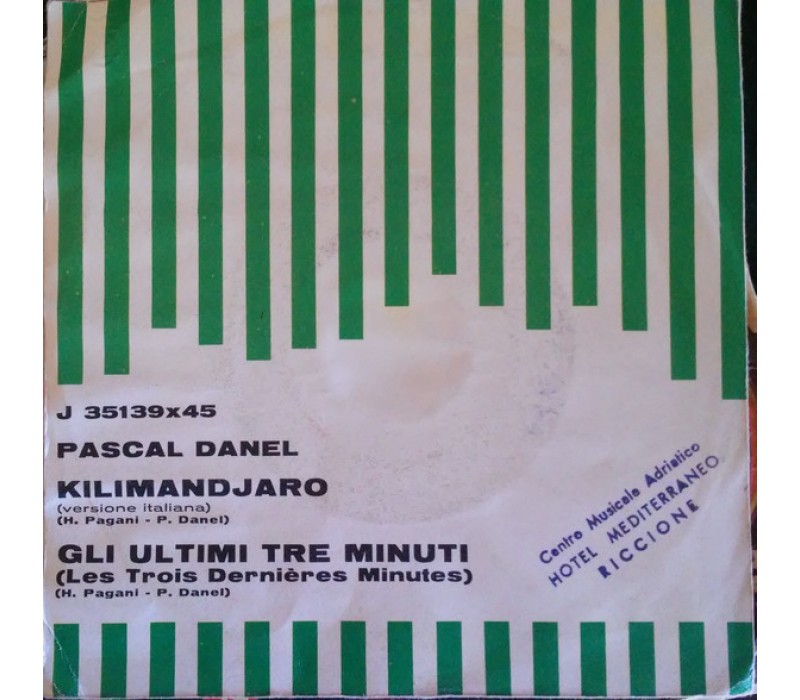 J 35139x45
PASCAL DANEL
KILIMANDJARO
(versione italiana)
(H. Pagani - P. Danel)
GLI ULTIMI TRE MINUTI
(Les Trois Dernières Minutes)
(H. Pagani - P. Danel)
Centro Musicale Adriatico
HOTEL MEDITERRANEO
RICCIONE